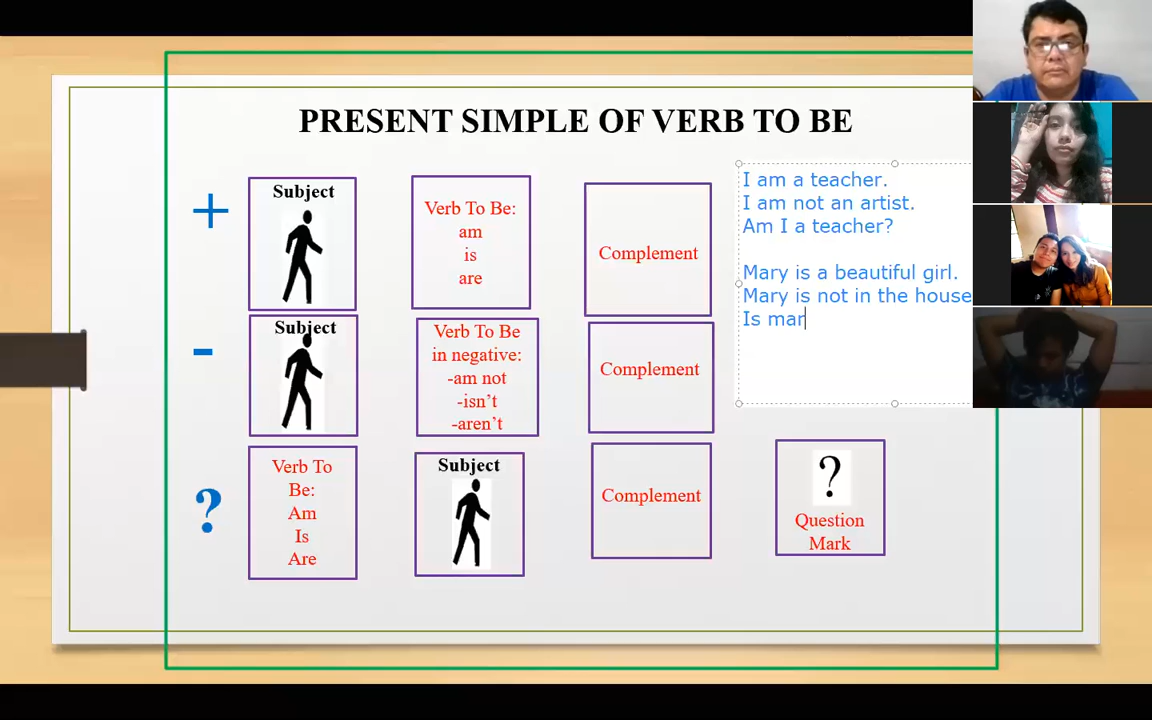 PRESENT SIMPLE OF VERB TO BE
+
Subject
Verb To Be:
am
is
are
Complement
I am a teacher.
I am not an artist.
Am I a teacher?
Mary is a beautiful girl.
Mary is not in the house
Is mar
-
Subject
Verb To Be
in negative:
-am not
-isn't
-aren't
Complement
?
Verb To
Be:
Am
Is
Are
Subject
Complement
?
Question
Mark